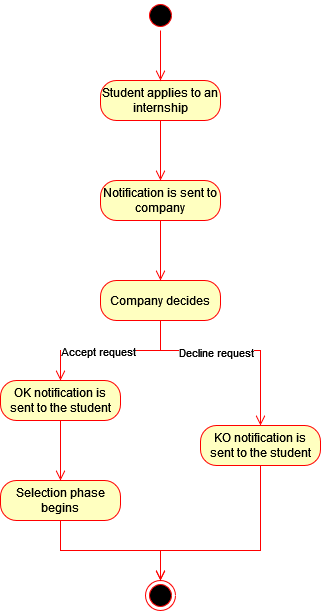 Student applies to an
internship
Notification is sent to
company
Company decides
Accept request
Decline request
OK notification is
sent to the student
KO notification is
sent to the student
Selection phase
begins